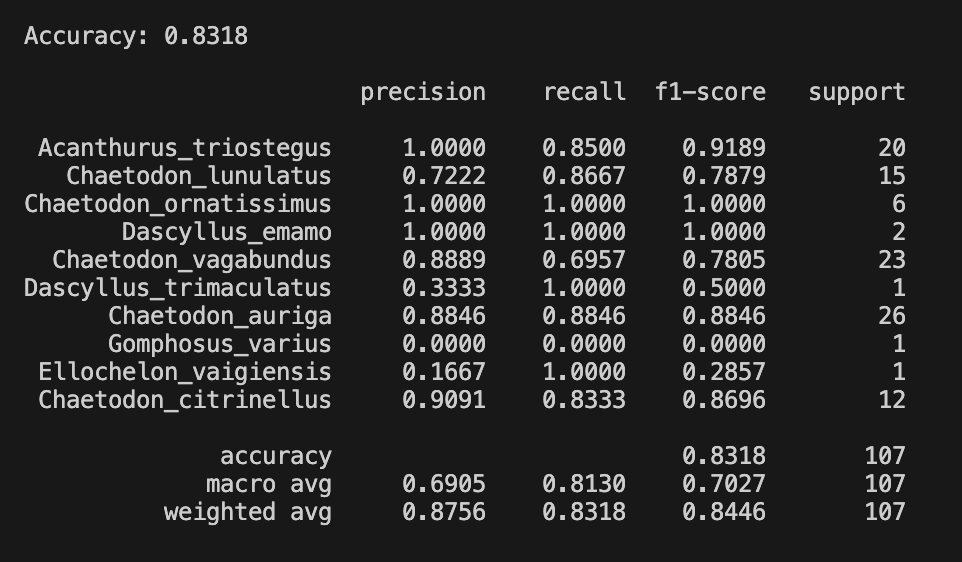 Accuracy: 0.8318
precision recall f1-score support
Acanthurus_triostegus 1.0000 0.8500 0.9189 20
Chaetodon_lunulatus 0.7222 0.8667 0.7879 15
Chaetodon_ornatissimus 1.0000 1.0000 1.0000 6
Dascyllus_emamo 1.0000 1.0000 1.0000 2
Chaetodon_vagabundus 0.8889 0.6957 0.7805 23
Dascyllus_trimaculatus 0.3333 1.0000 0.5000 1
Chaetodon_auriga 0.8846 0.8846 0.8846 26
Gomphosus_varius 0.0000 0.0000 0.0000 1
Ellochelon_vaigiensis 0.1667 1.0000 0.2857 1
Chaetodon_citrinellus 0.9091 0.8333 0.8696 12
accuracy 0.8318 107
macro avg 0.6905 0.8130 0.7027 107
weighted avg 0.8756 0.8318 0.8446 107